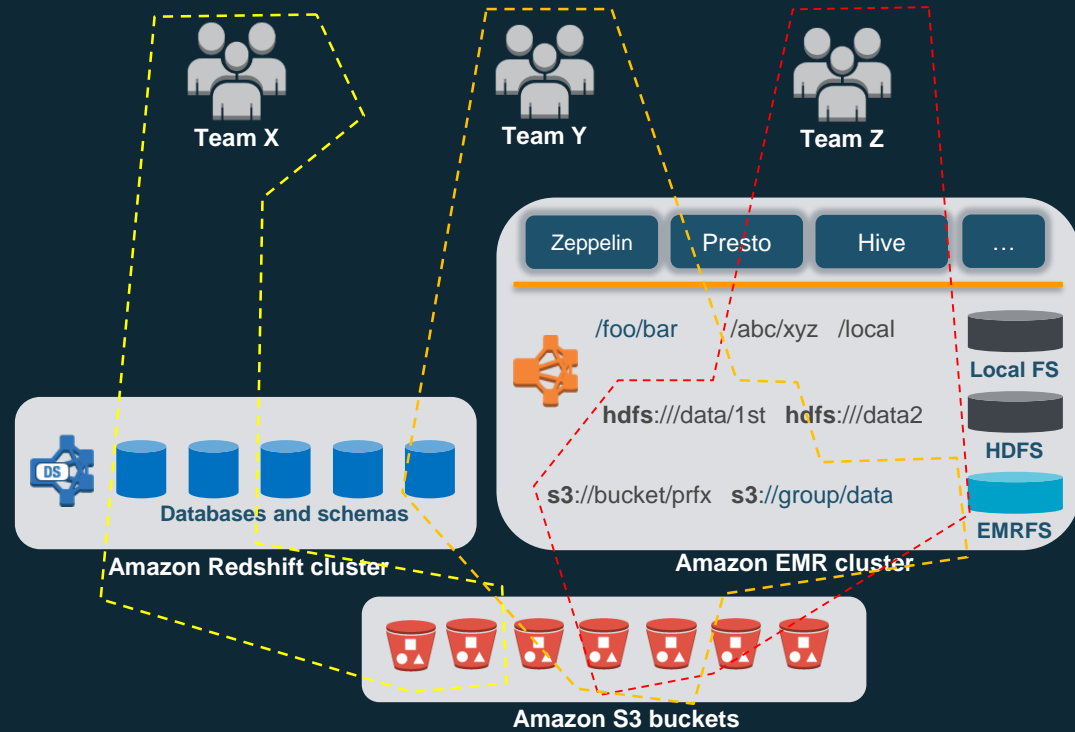 Team X
Team Y
Team Z
Zeppelin
Presto
Hive
...
/foo/bar
/abc/xyz
/local
Local FS
hdfs:///data/1st
hdfs:///data2
HDFS
DS
s3://bucket/prfx
s3://group/data
Databases and schemas
EMRFS
Amazon Redshift cluster
Amazon EMR cluster
Amazon S3 buckets